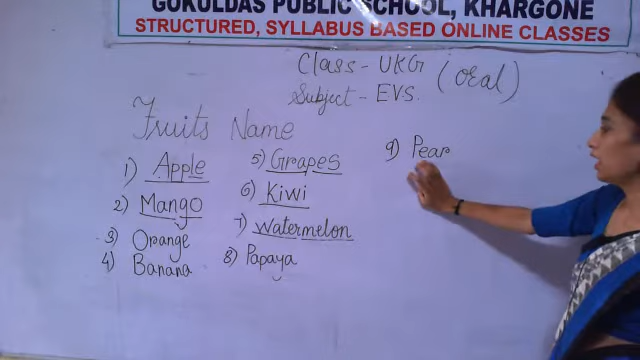 GOKULDAS PUBLIC SCHOOL, KHARGONE
STRUCTURED, SYLLABUS BASED ONLINE CLASSES
Class - UKG (Oral)
Subject - EVS.
Fruits Name
1) Apple
2) Mango
3) Orange
4) Banana
5) Grapes
6) Kiwi
7) Watermelon
8) Papaya
9) Pear